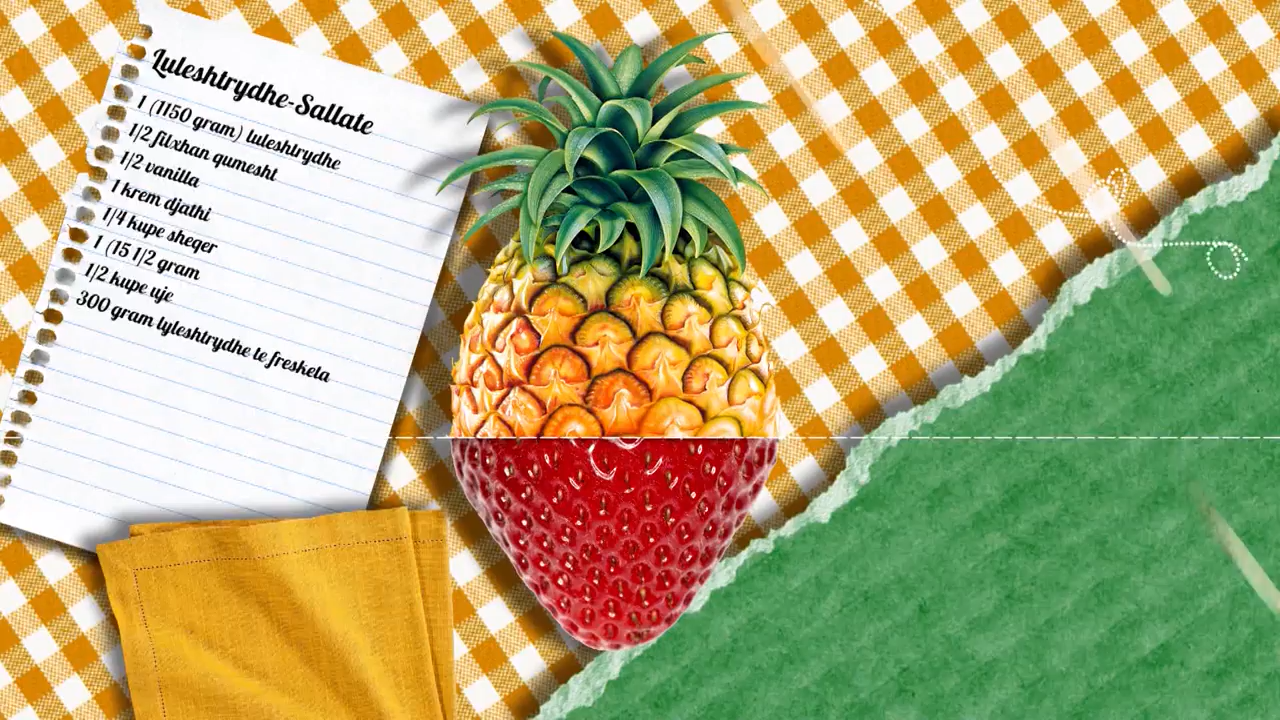 Luleshtrydhe-Sallate
1 (1150 gram) luleshtrydhe
1/2 filxhan qumesht
1/2 vanilla
1 krem djathi
1/4 kupe sheqer
1 (15 1/2 gram
1/2 kupe uje
300 gram lyleshtrydhe te fresketa